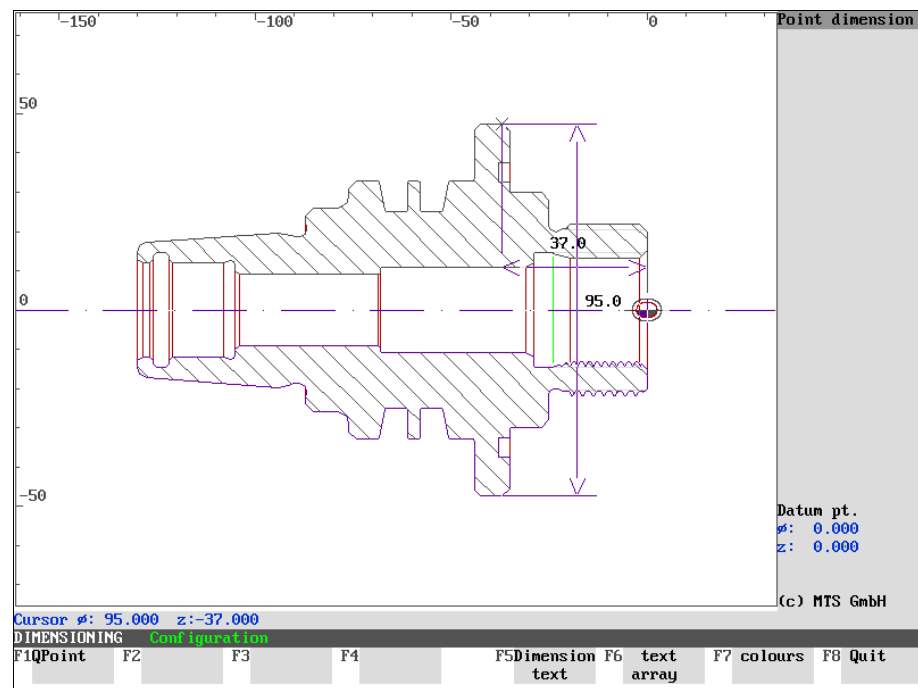 -150 -100 -50 0 Point dimension
50
37.0
0
95.0
-50
Datum pt.
ø: 0.000
z: 0.000
(c) MTS GmbH
Cursor ø: 95.000 z:-37.000
DIMENSIONING Configuration
F1QPoint F2 F3 F4 F5Dimension F6 text F7 colours F8 Quit
text array